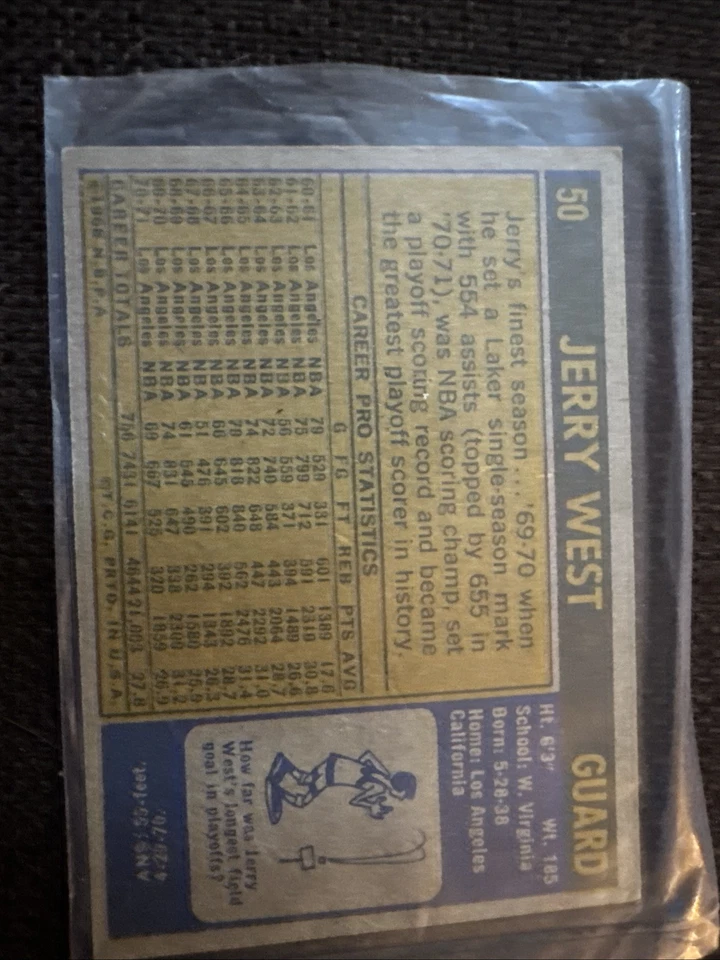 50 JERRY WEST GUARD
Jerry's finest season... '69-70 when
he set a Laker single-season mark
with 554 assists (topped by 655 in
'70-71), was NBA scoring champ, set
a playoff scoring record and became
the greatest playoff scorer in history.
CAREER PRO STATISTICS
G FG FT REB PTS AVG
60-61 Los Angeles NBA 79 529 331 601 1389 17.6
61-62 Los Angeles NBA 75 799 712 591 2310 30.8
62-63 Los Angeles NBA 56 559 371 394 1489 26.6
63-64 Los Angeles NBA 72 740 584 443 2064 28.7
64-65 Los Angeles NBA 74 822 648 447 2292 31.0
65-66 Los Angeles NBA 79 818 840 562 2476 31.4
66-67 Los Angeles NBA 66 645 602 392 1892 28.7
67-68 Los Angeles NBA 51 476 391 294 1343 26.3
68-69 Los Angeles NBA 61 545 490 262 1580 25.9
69-70 Los Angeles NBA 74 831 647 338 2300 31.2
70-71 Los Angeles NBA 69 667 525 320 1859 26.9
CAREER TOTALS 756 7431 6141 4644 21,003 27.8
N.B.P.A. ©T.C.G. PRTD. IN U.S.A.
Ht. 6'3" Wt. 185
School: W. Virginia
Born: 5-28-38
Home: Los Angeles
California
How far was Jerry
West's longest field
goal in playoffs?
ANS: 55-feet.
4-29-70.